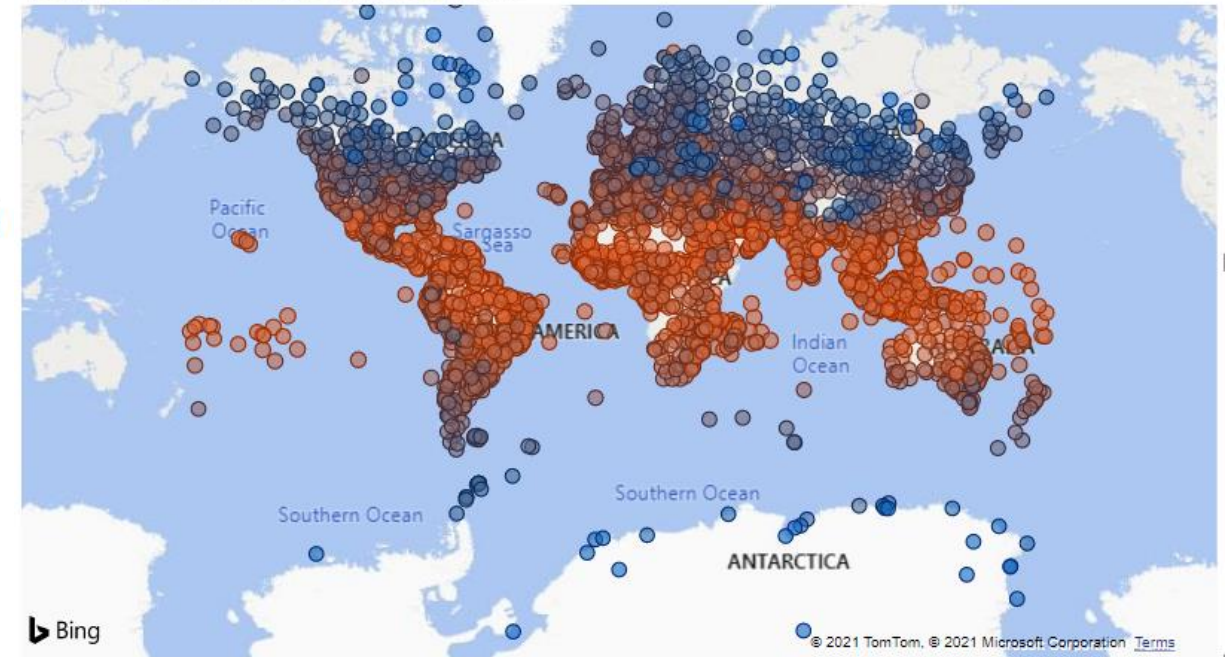 Pacific
Ocean
Sargasso
Sea
AMERICA
Indian
Ocean
Southern Ocean
Southern Ocean
ANTARCTICA
Bing
© 2021 TomTom, © 2021 Microsoft Corporation Terms